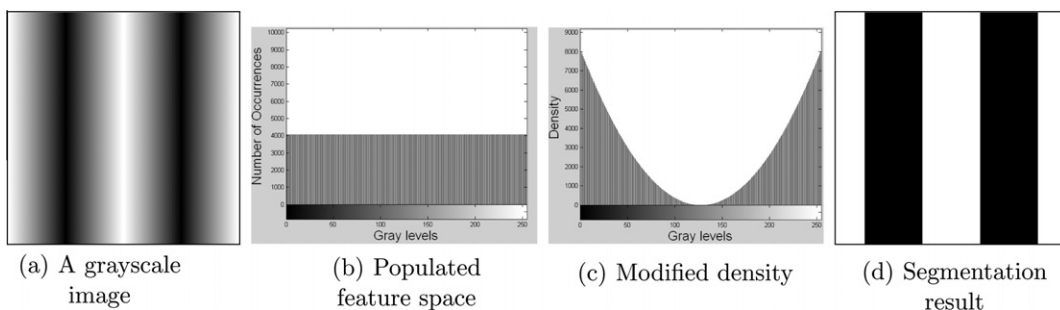 10000
9000
8000
7000
6000
5000
4000
3000
2000
1000
0
Number of Occurrences
0 50 100 150 200 250
Gray levels
10000
9000
8000
7000
6000
5000
4000
3000
2000
1000
0
Density
0 50 100 150 200 250
Gray levels
(a) A grayscale
image
(b) Populated
feature space
(c) Modified density
(d) Segmentation
result